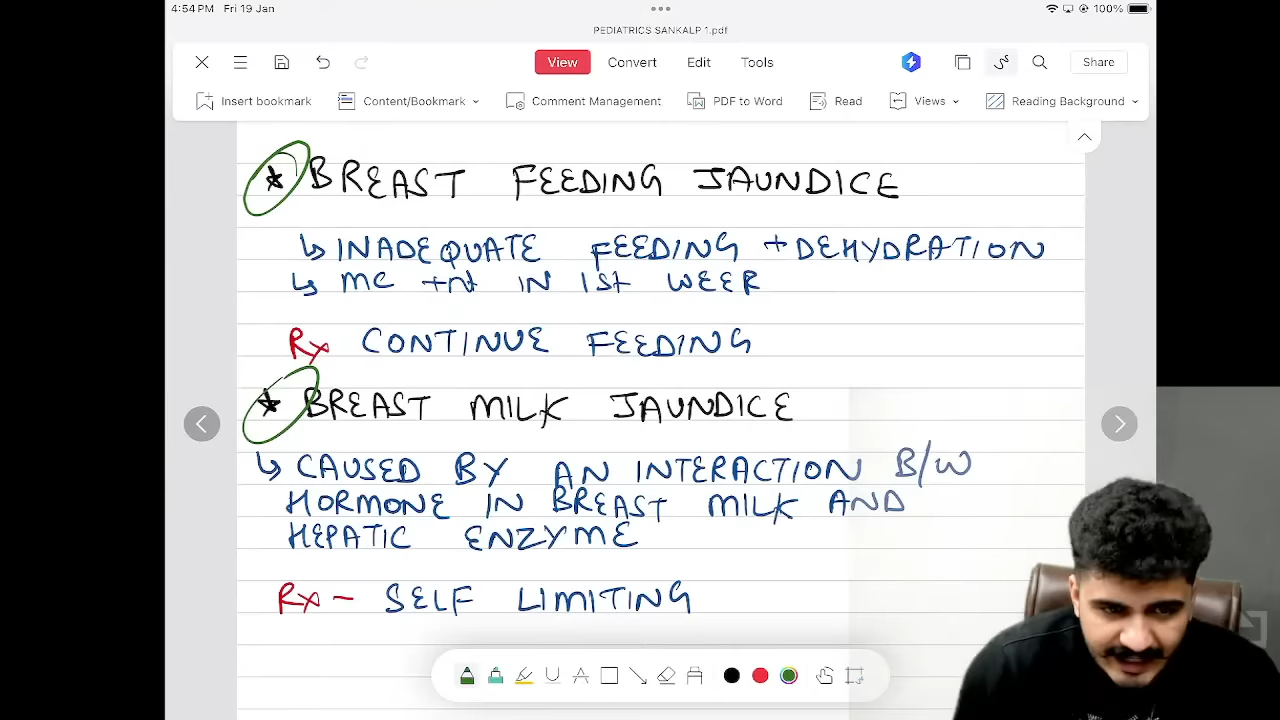 4:54 PM Fri 19 Jan
100%
PEDIATRICS SANKALP 1.pdf
View Convert Edit Tools Share
Insert bookmark Content/Bookmark Comment Management PDF to Word Read Views Reading Background
BREAST FEEDING JAUNDICE
↳ INADEQUATE FEEDING + DEHYDRATION
↳ MC +nt IN 1st WEEK
Rx CONTINUE FEEDING
BREAST MILK JAUNDICE
↳ CAUSED BY AN INTERACTION B/W
HORMONE IN BREAST MILK AND
HEPATIC ENZYME
Rx - SELF LIMITING